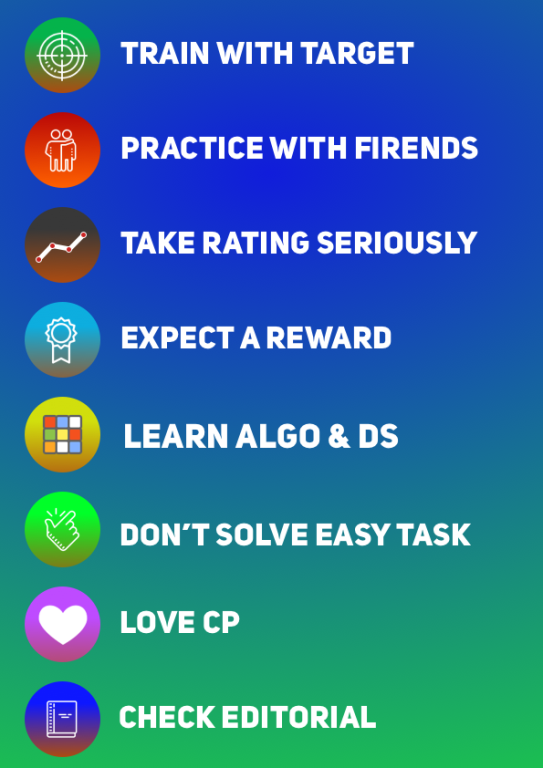 TRAIN WITH TARGET
PRACTICE WITH FIRENDS
TAKE RATING SERIOUSLY
EXPECT A REWARD
LEARN ALGO & DS
DON'T SOLVE EASY TASK
LOVE CP
CHECK EDITORIAL